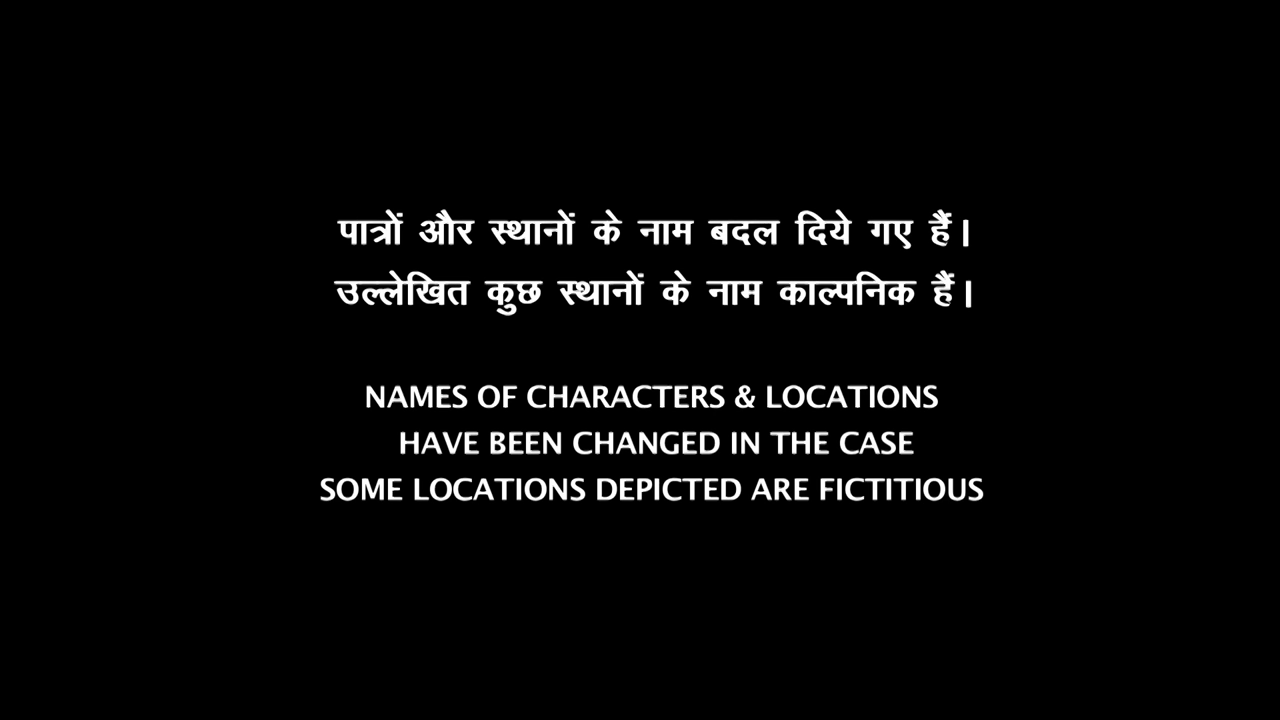 पात्रों और स्थानों के नाम बदल दिये गए हैं।
उल्लेखित कुछ स्थानों के नाम काल्पनिक हैं।
NAMES OF CHARACTERS & LOCATIONS
HAVE BEEN CHANGED IN THE CASE
SOME LOCATIONS DEPICTED ARE FICTITIOUS